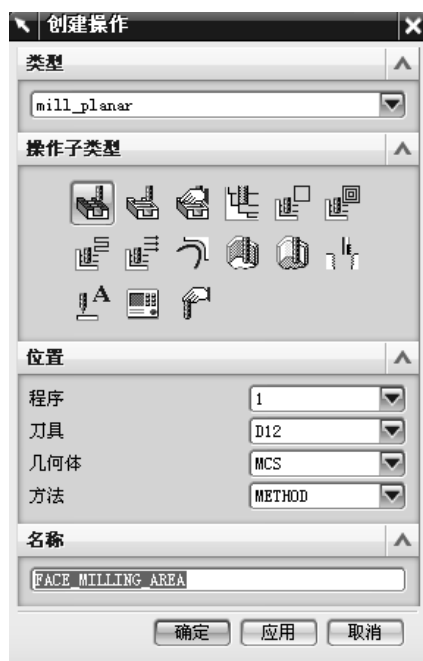 创建操作
类型
mill_planar
操作子类型
A
位置
程序 1
刀具 D12
几何体 MCS
方法 METHOD
名称
FACE_MILLING_AREA
确定 应用 取消